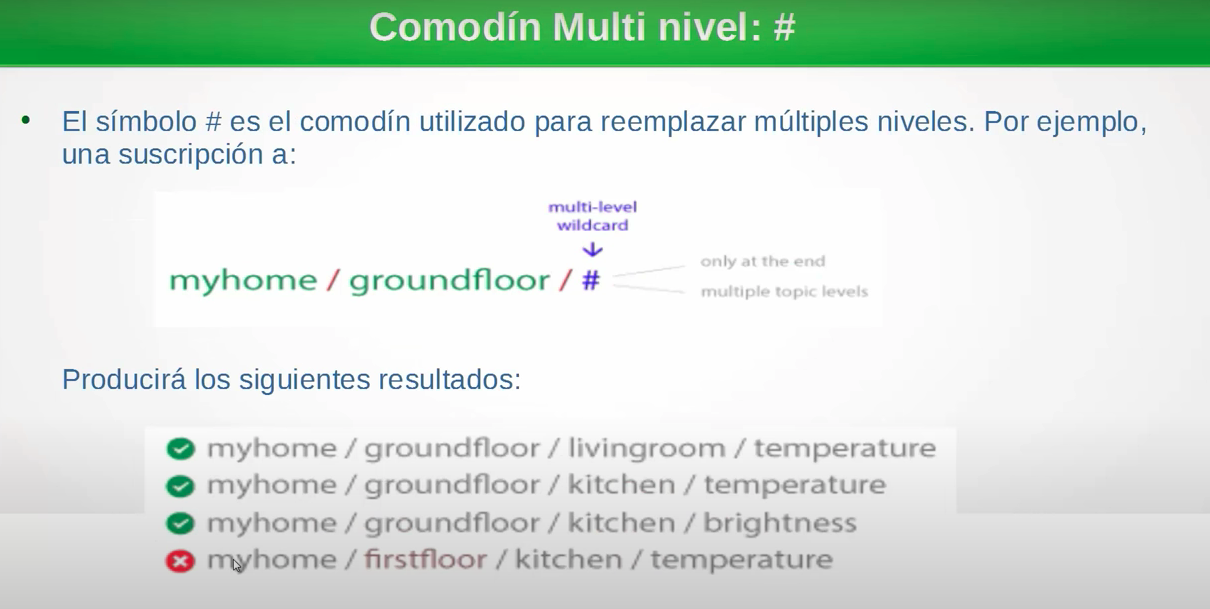 Comodín Multi nivel: #
• El símbolo # es el comodín utilizado para reemplazar múltiples niveles. Por ejemplo,
una suscripción a:
multi-level
wildcard
myhome / groundfloor / #
only at the end
multiple topic levels
Producirá los siguientes resultados:
myhome / groundfloor / livingroom / temperature
myhome / groundfloor / kitchen / temperature
myhome / groundfloor / kitchen / brightness
myhome / firstfloor / kitchen / temperature